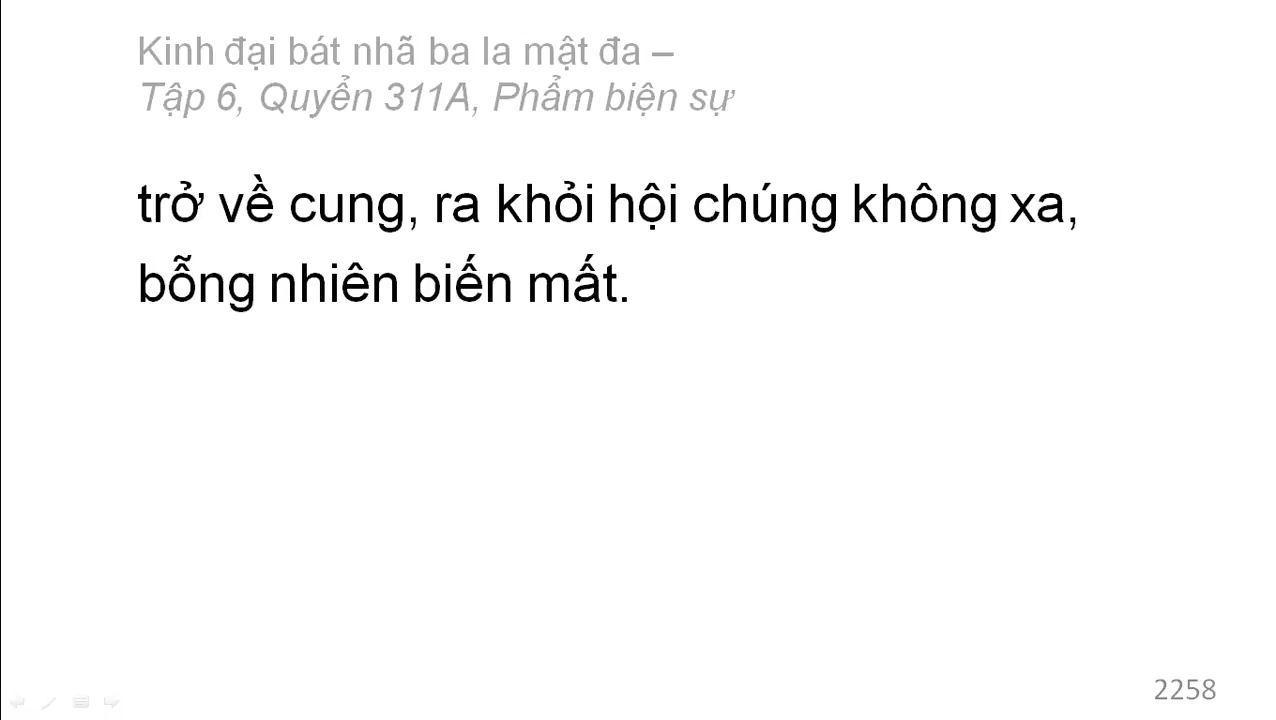 Kinh đại bát nhã ba la mật đa –
Tập 6, Quyển 311A, Phẩm biện sự
trở về cung, ra khỏi hội chúng không xa,
bỗng nhiên biến mất.
2258